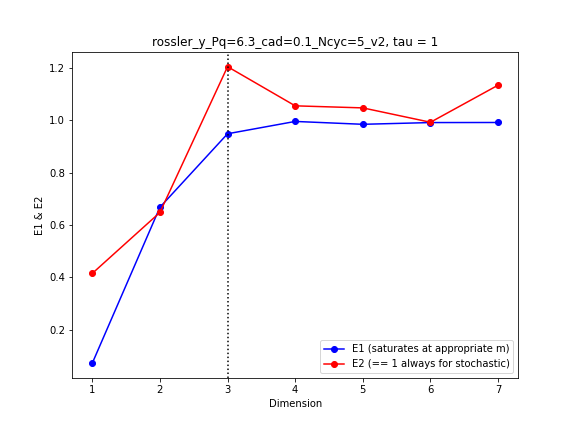 rossler_y_Pq=6.3_cad=0.1_Ncyc=5_v2, tau = 1
1.2
1.0
0.8
0.6
0.4
0.2
E1 & E2
E1 (saturates at appropriate m)
E2 (== 1 always for stochastic)
1 2 3 4 5 6 7
Dimension